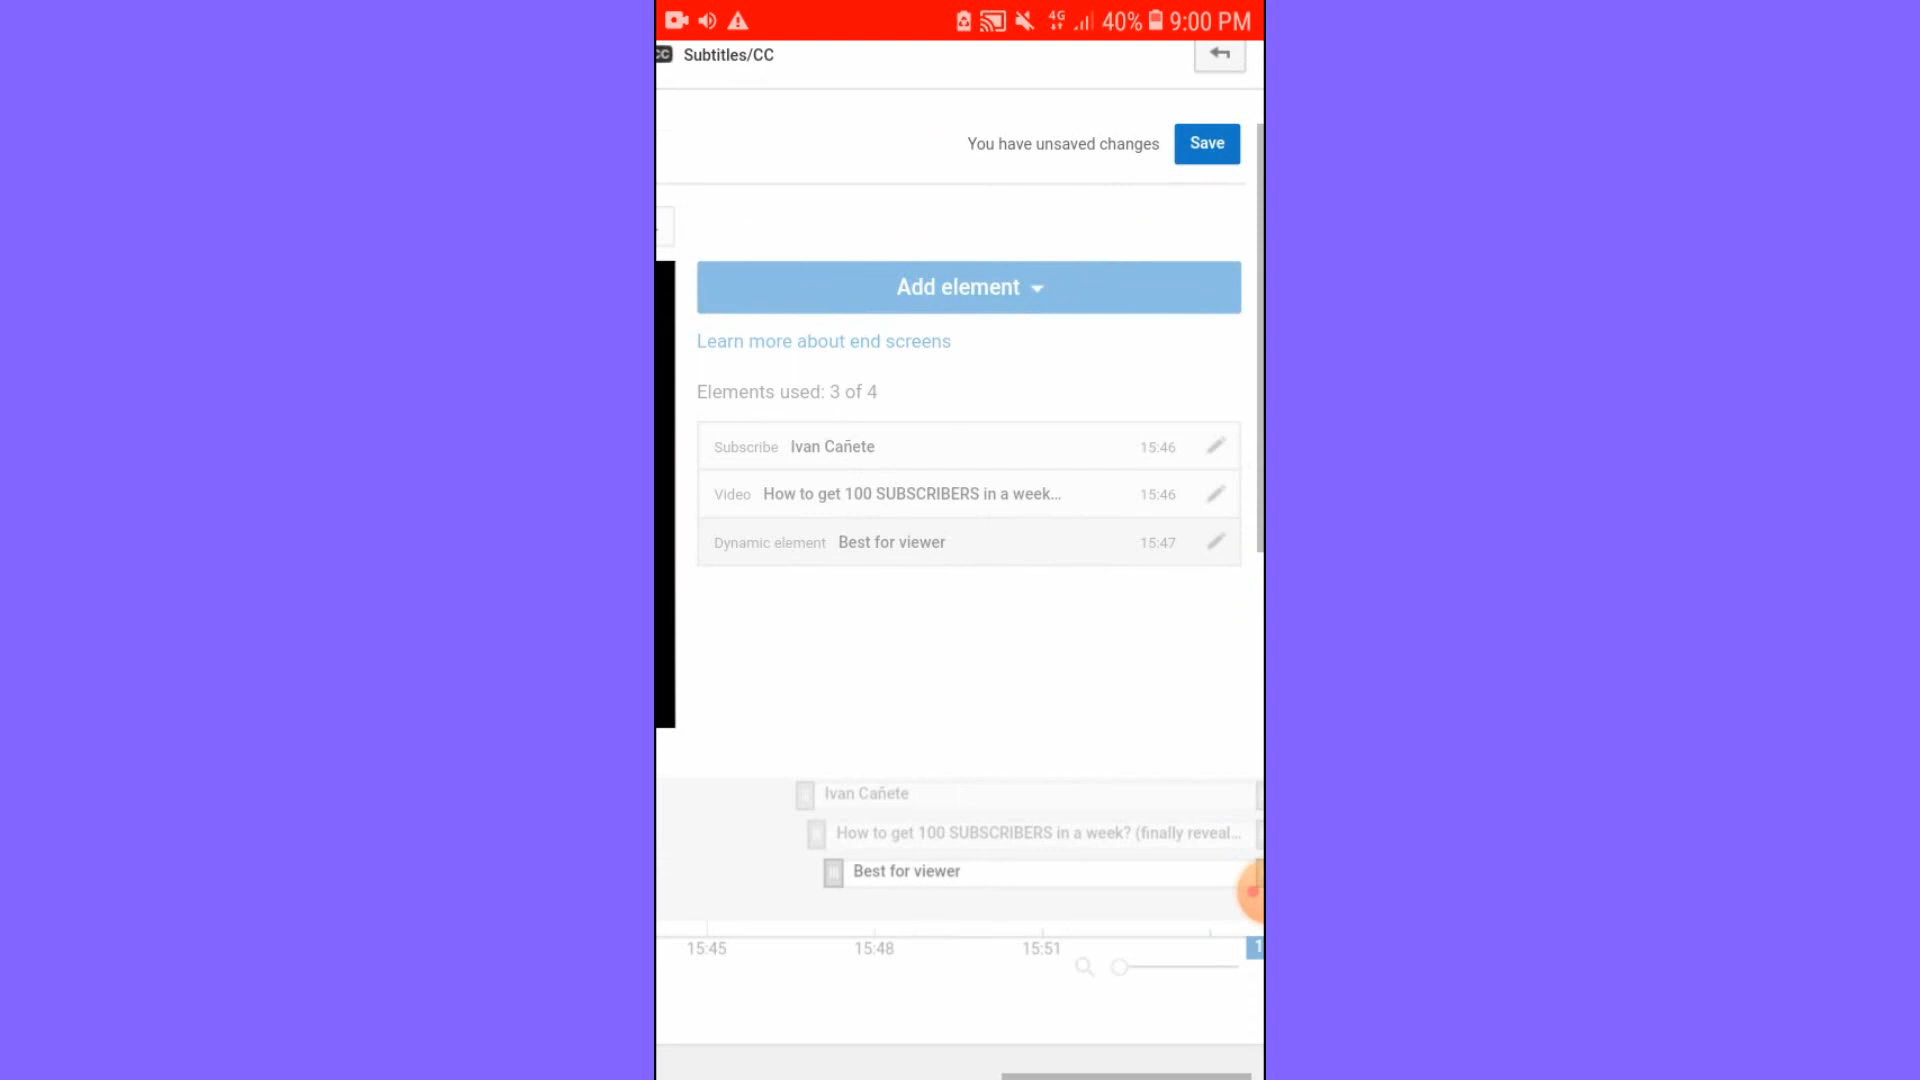 4G 40% 9:00 PM
CC Subtitles/CC
You have unsaved changes Save
Add element
Learn more about end screens
Elements used: 3 of 4
Subscribe Ivan Cañete 15:46
Video How to get 100 SUBSCRIBERS in a week... 15:46
Dynamic element Best for viewer 15:47
Ivan Cañete
How to get 100 SUBSCRIBERS in a week? (finally reveal...
Best for viewer
15:45 15:48 15:51